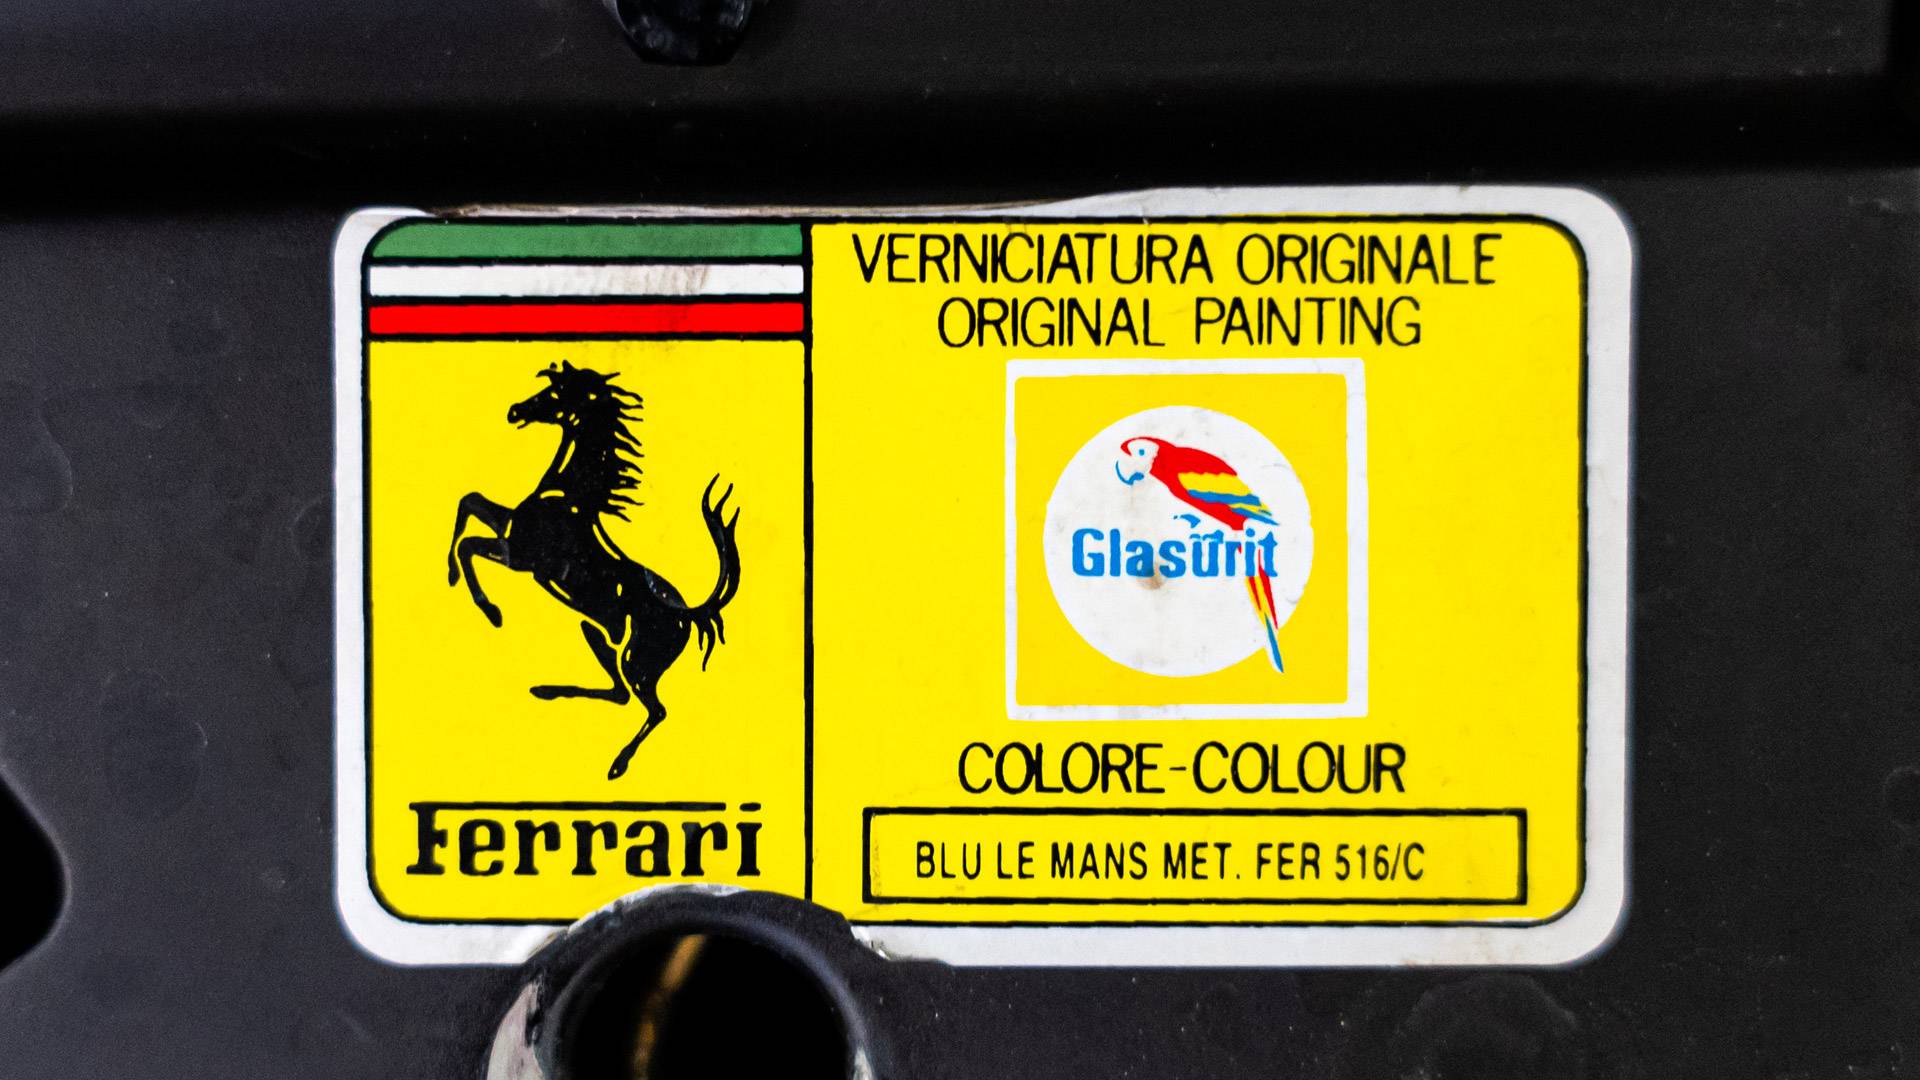 VERNICIATURA ORIGINALE
ORIGINAL PAINTING
Glasurit
COLORE-COLOUR
BLU LE MANS MET. FER 516/C
Ferrari